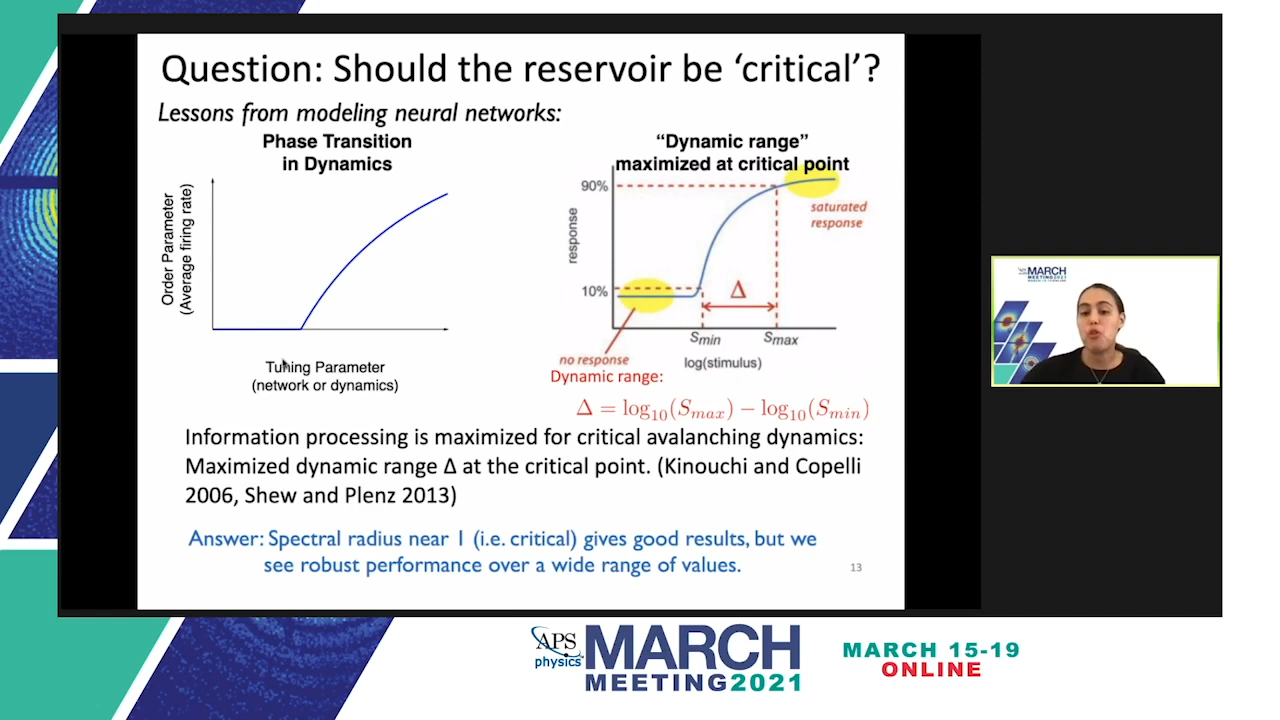 Question: Should the reservoir be ‘critical’?
Lessons from modeling neural networks:
Phase Transition
in Dynamics
Order Parameter
(Average firing rate)
Tuning Parameter
(network or dynamics)
“Dynamic range”
maximized at critical point
90%
response
10%
saturated
response
Δ
Smin
Smax
no response
log(stimulus)
Dynamic range:
Δ = log10(Smax) − log10(Smin)
Information processing is maximized for critical avalanching dynamics:
Maximized dynamic range Δ at the critical point. (Kinouchi and Copelli
2006, Shew and Plenz 2013)
Answer: Spectral radius near 1 (i.e. critical) gives good results, but we
see robust performance over a wide range of values.
13
MARCH
MEETING2021
APS
physics
MARCH
MEETING2021
MARCH 15-19
ONLINE